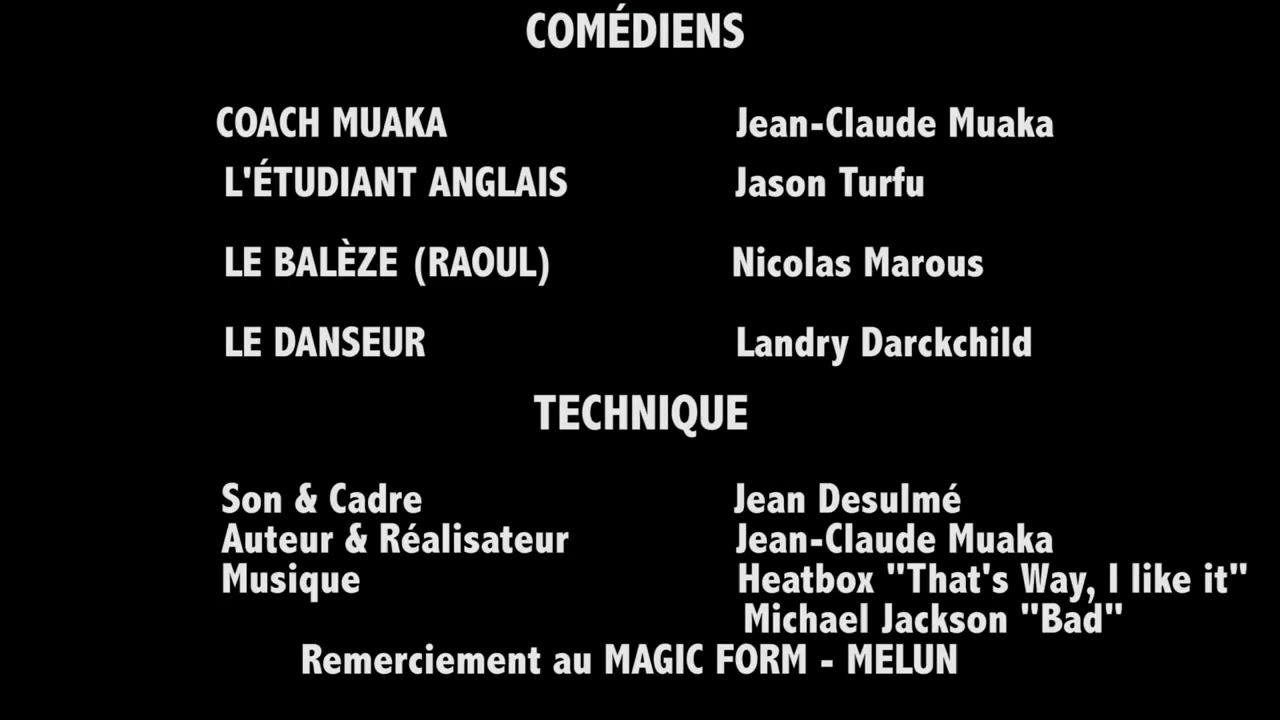 COMÉDIENS
COACH MUAKA Jean-Claude Muaka
L'ÉTUDIANT ANGLAIS Jason Turfu
LE BALÈZE (RAOUL) Nicolas Marous
LE DANSEUR Landry Darckchild
TECHNIQUE
Son & Cadre Jean Desulmé
Auteur & Réalisateur Jean-Claude Muaka
Musique Heatbox "That's Way, I like it"
Michael Jackson "Bad"
Remerciement au MAGIC FORM - MELUN